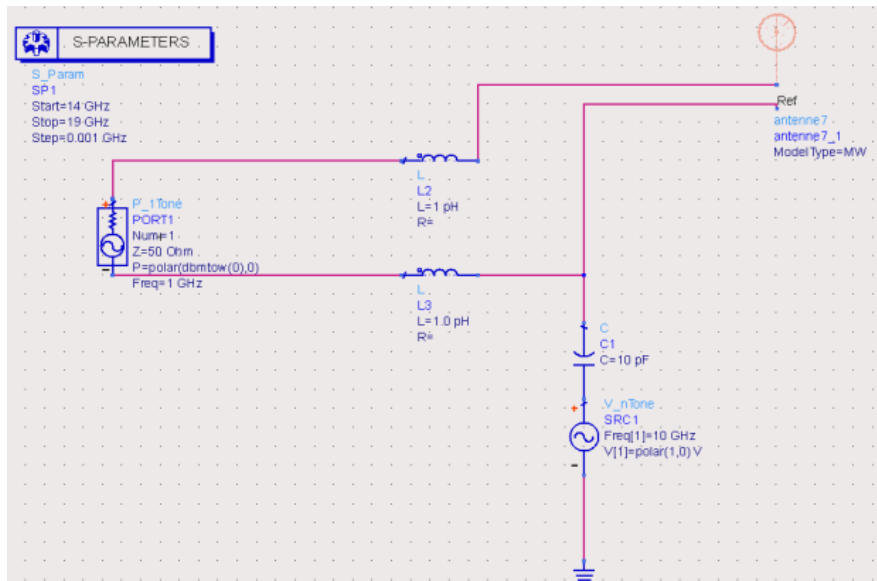 S-PARAMETERS
S_Param
SP1
Start=14 GHz
Stop=19 GHz
Step=0.001 GHz
Ref
antenne7
antenne7_1
ModelType=MW
L
L2
L=1 pH
R=
+
P_1Tone
PORT1
Num=1
Z=50 Ohm
P=polar(dbmtow(0),0)
Freq=1 GHz
-
L
L3
L=1.0 pH
R=
C
C1
C=10 pF
+
V_nTone
SRC1
Freq[1]=10 GHz
V[1]=polar(1,0) V
-